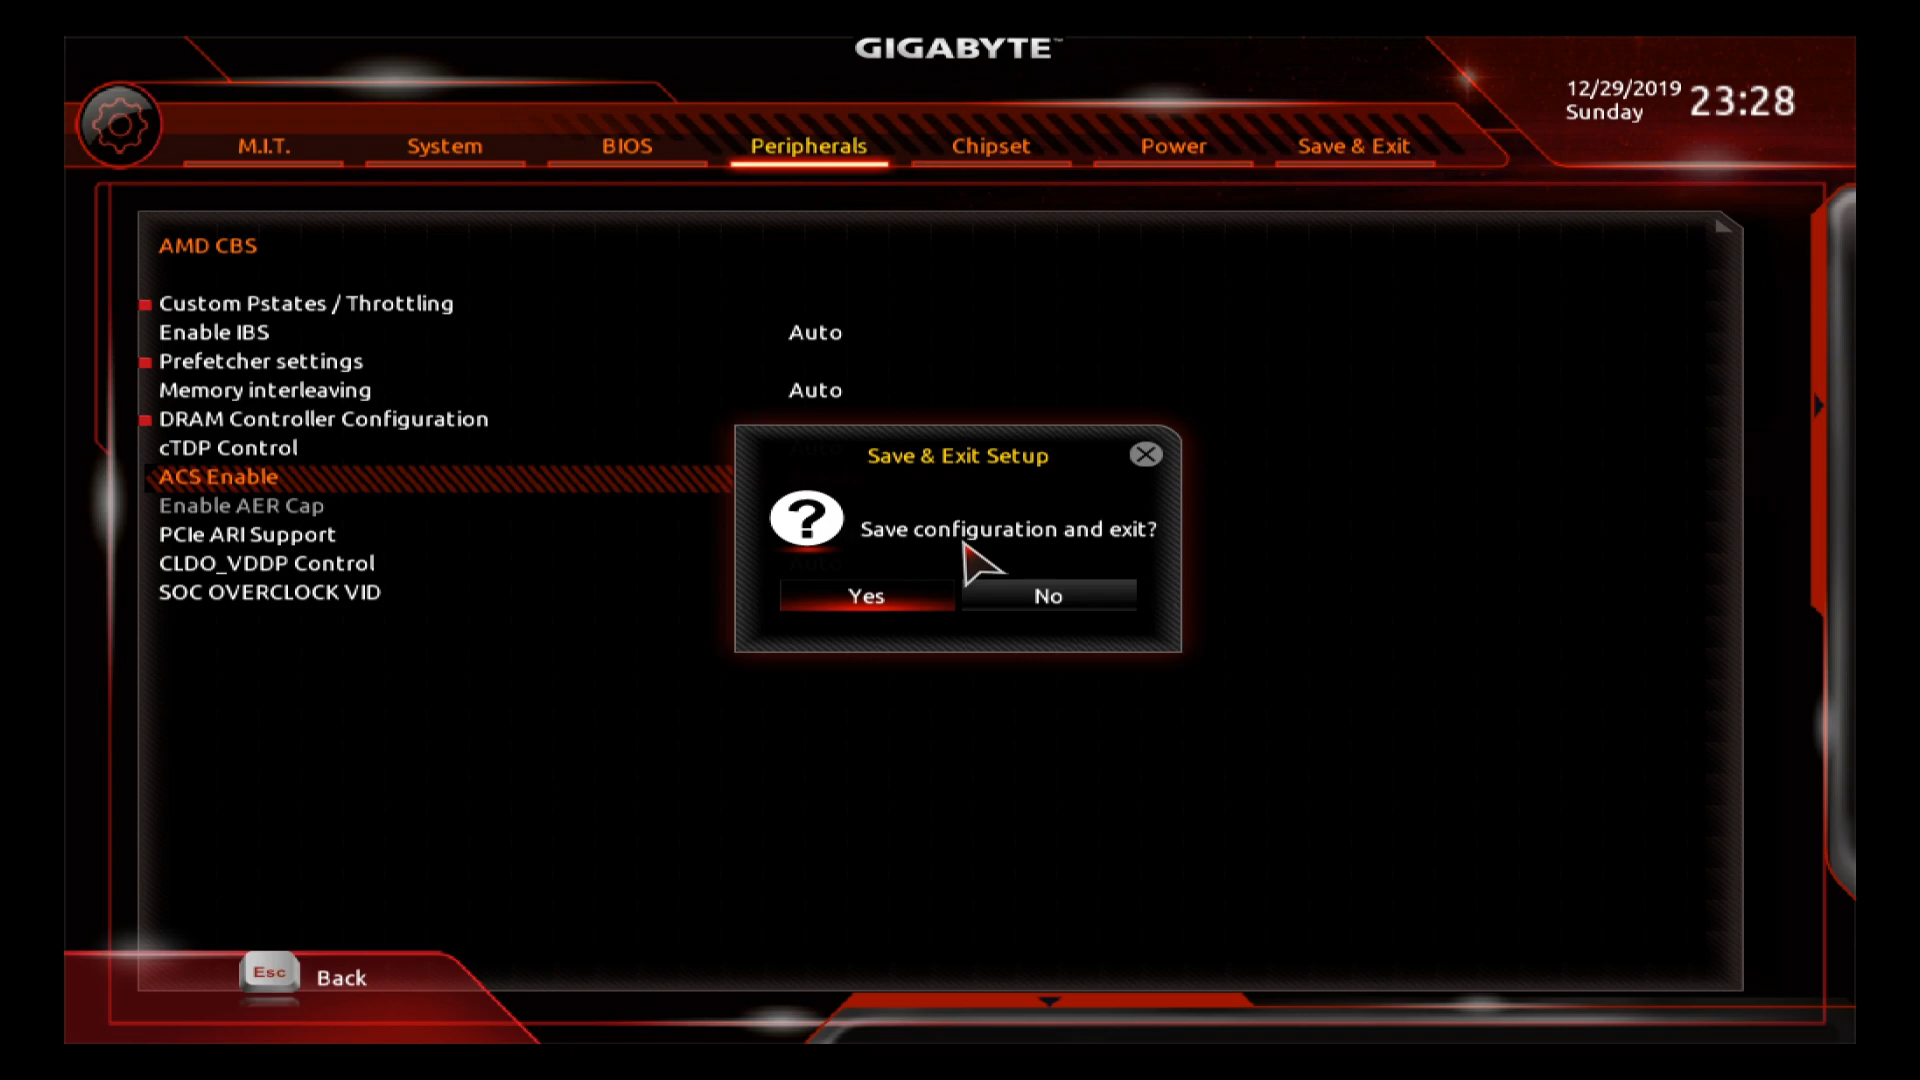 GIGABYTE™
12/29/2019
Sunday
23:28
M.I.T. System BIOS Peripherals Chipset Power Save & Exit
AMD CBS
Custom Pstates / Throttling
Enable IBS Auto
Prefetcher settings
Memory interleaving Auto
DRAM Controller Configuration
cTDP Control
ACS Enable
Enable AER Cap
PCIe ARI Support
CLDO_VDDP Control
SOC OVERCLOCK VID
Save & Exit Setup
?
Save configuration and exit?
Yes No
Esc Back